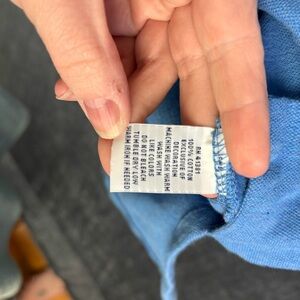 RN 41381
100% COTTON
EXCLUSIVE OF
DECORATION
MACHINE WASH WARM
WASH WITH
LIKE COLORS
DO NOT BLEACH
TUMBLE DRY LOW
WARM IRON IF NEEDED